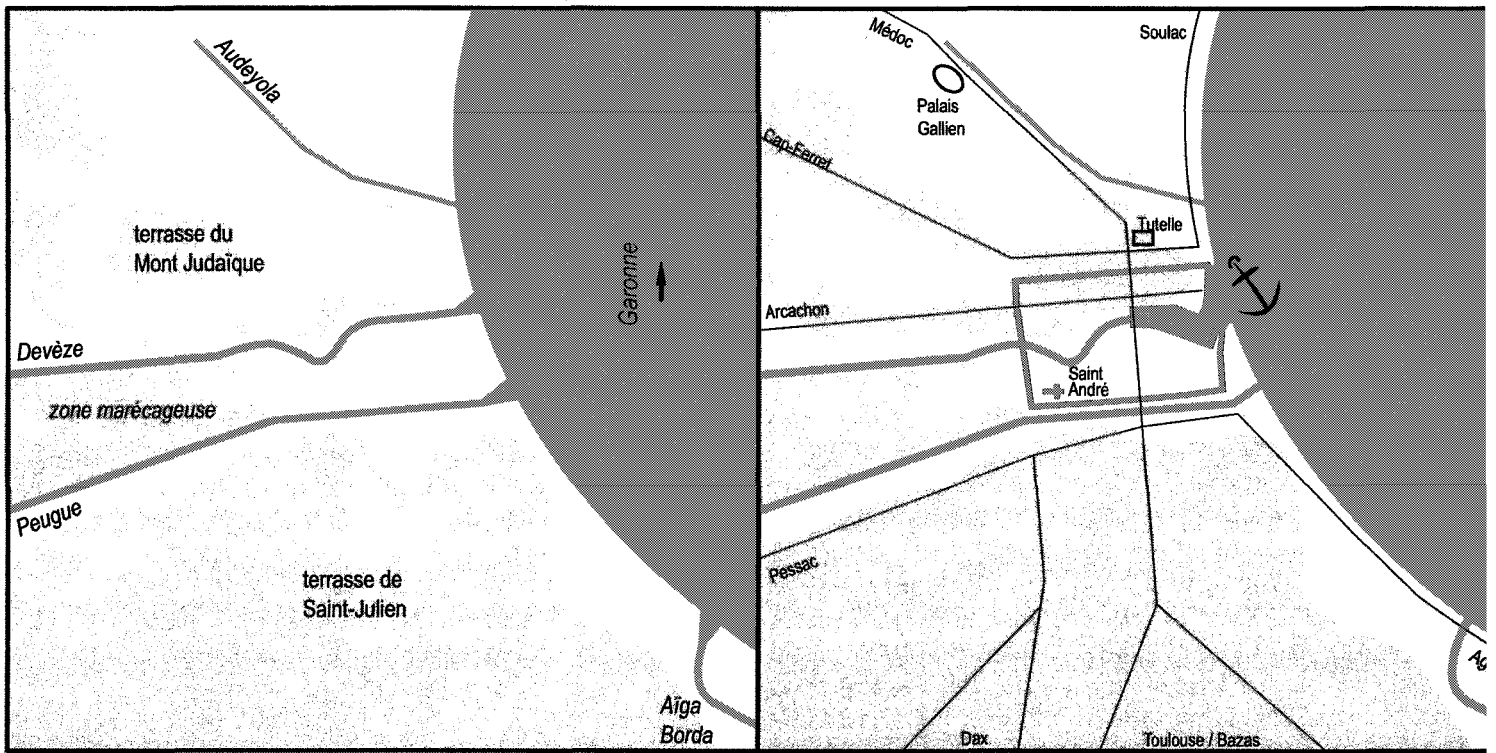 Audeyola
terrasse du
Mont Judaïque
Garonne
Devèze
zone marécageuse
Peugue
terrasse de
Saint-Julien
Aïga
Borda
Médoc
Soulac
Palais
Gallien
Cap-Ferret
Tutelle
Arcachon
Saint
André
Pessac
Ag
Dax
Toulouse / Bazas